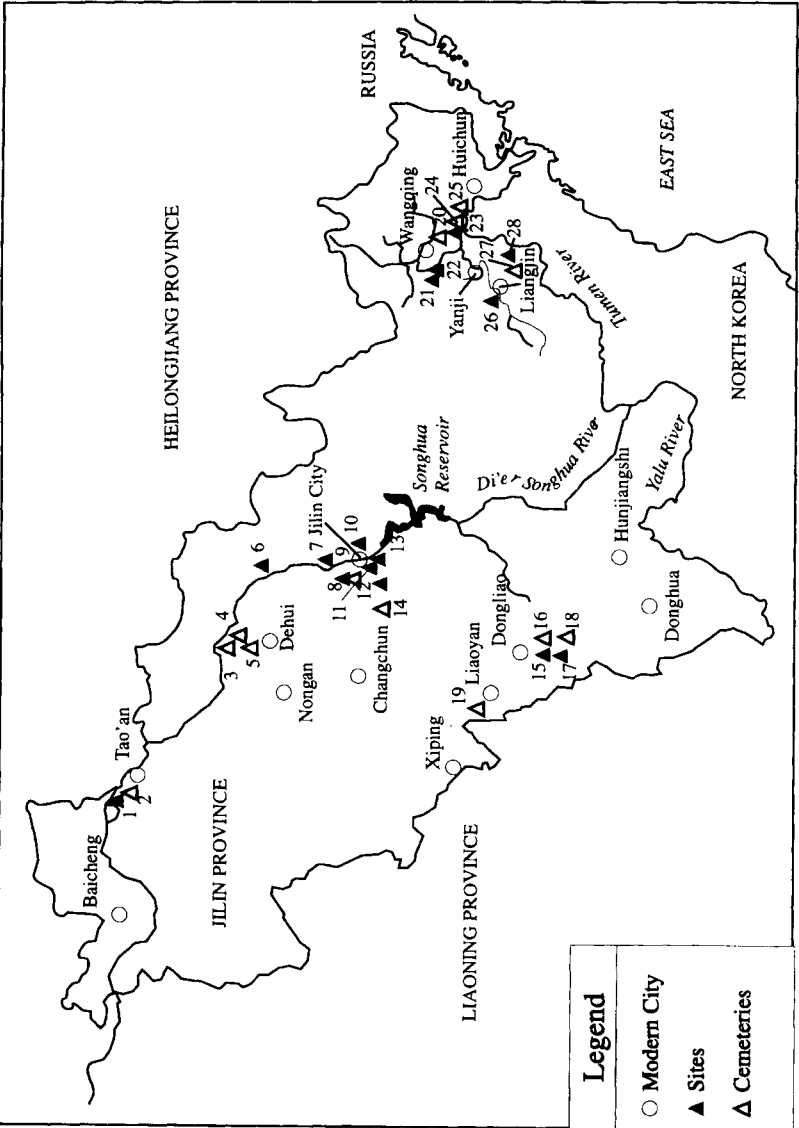 HEILONGJIANG PROVINCE
RUSSIA
Baicheng
Tao'an
1
2
3
4
5
6
Dehui
Nongan
7
Jilin City
8
9
10
11
12
13
14
Changchun
Songhua
Reservoir
Wangqing
20
24
25
Huichun
21
22
23
Yanji
27
28
26
Liangjin
Tumen River
EAST SEA
JILIN PROVINCE
Xiping
19
Liaoyan
Dongliao
15
16
17
18
Di'er Songhua River
Hunjiangshi
Yalu River
Donghua
NORTH KOREA
LIAONING PROVINCE
Legend
Modern City
Sites
Cemeteries